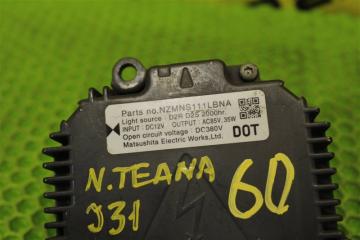 Parts no.NZMNS111LBNA
Light source : D2R D2S 2000hr.
INPUT : DC12V OUTPUT : AC85V, 35W
Open circuit voltage : DC380V
Matsushita Electric Works,Ltd.
DOT
N.TEANA
J31
60